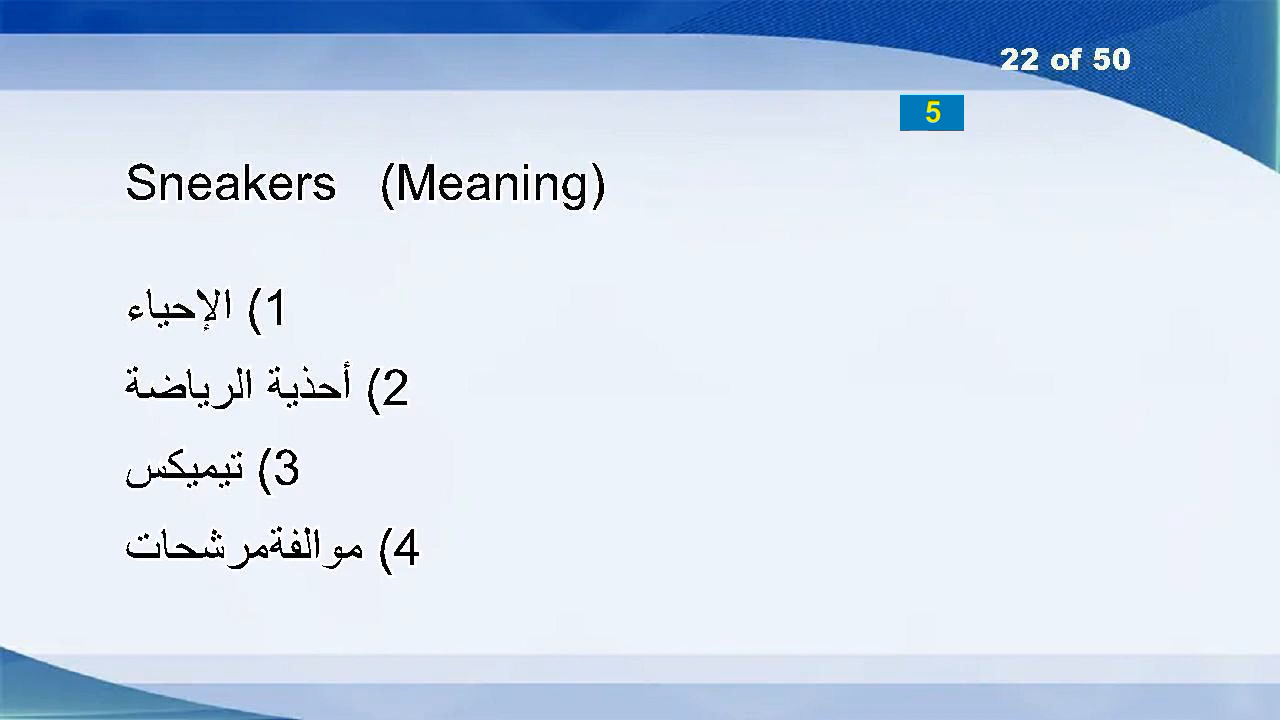 22 of 50
5
Sneakers (Meaning)
1) الإحياء
2) أحذية الرياضة
3) تيميكس
4) موالفةمرشحات